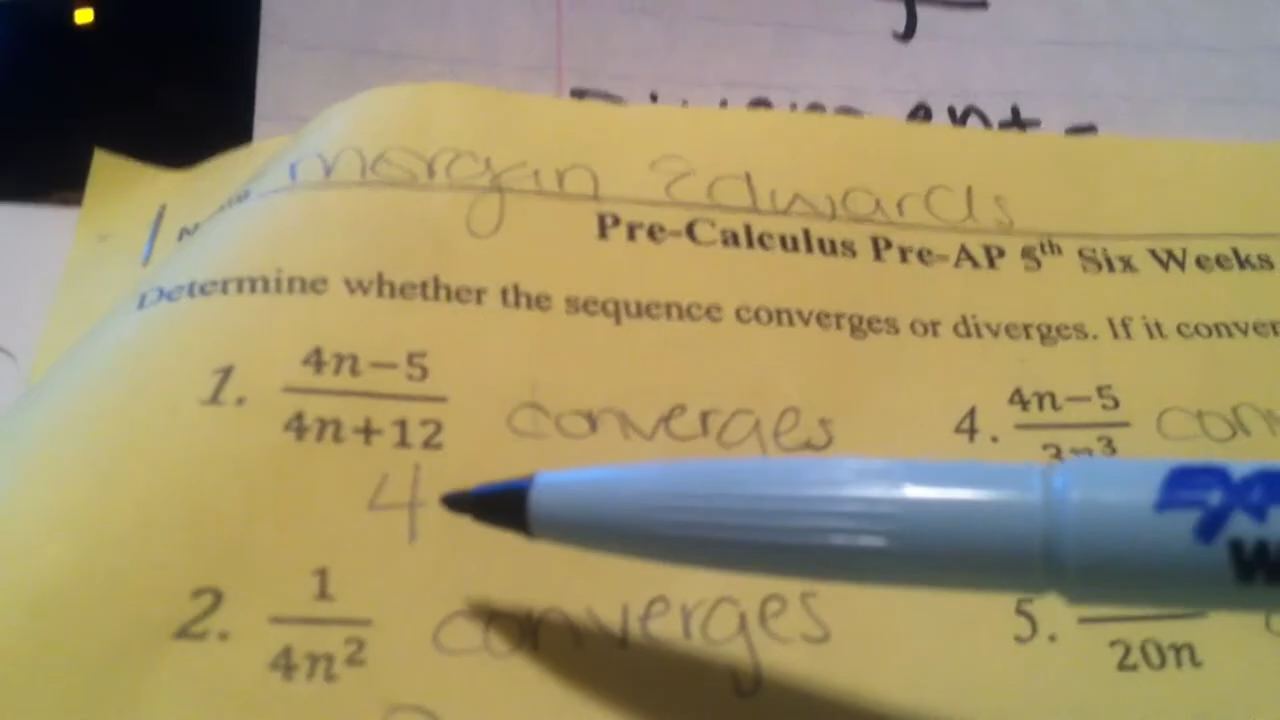 Morgan Edwards
Pre-Calculus Pre-AP 5th Six Weeks
Determine whether the sequence converges or diverges. If it
1. 4n-5
4n+12
converges
4
2. 1
4n²
converges
4. 4n-5
5.
20n